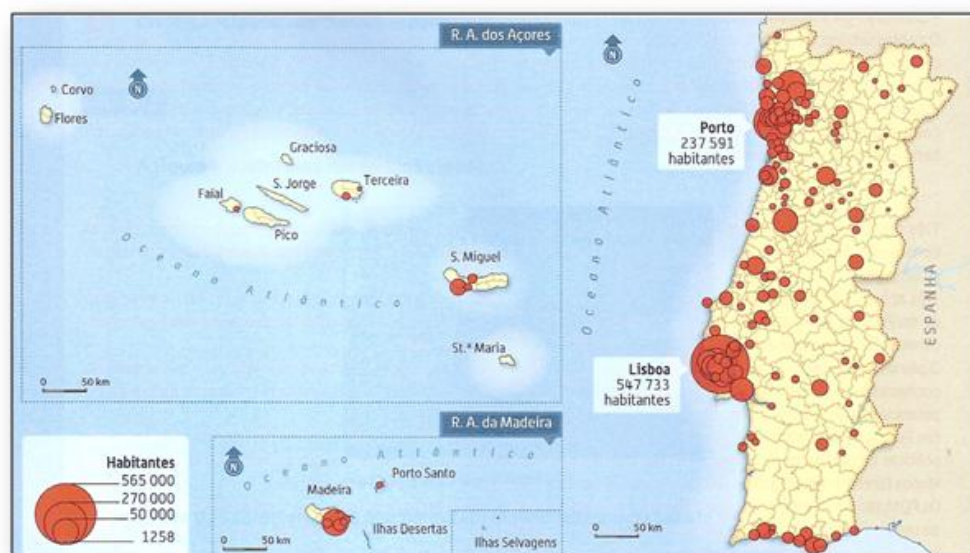 R. A. dos Açores
N
Corvo
Flores
Graciosa
S. Jorge
Terceira
Faial
Pico
Oceano Atlântico
S. Miguel
St.ª Maria
0 50 km
R. A. da Madeira
N
Oceano Atlântico
Porto Santo
Madeira
Ilhas Desertas
Ilhas Selvagens
0 50 km
Habitantes
565 000
270 000
50 000
1258
N
Oceano Atlântico
Porto
237 591
habitantes
Lisboa
547 733
habitantes
ESPANHA
0 50 km